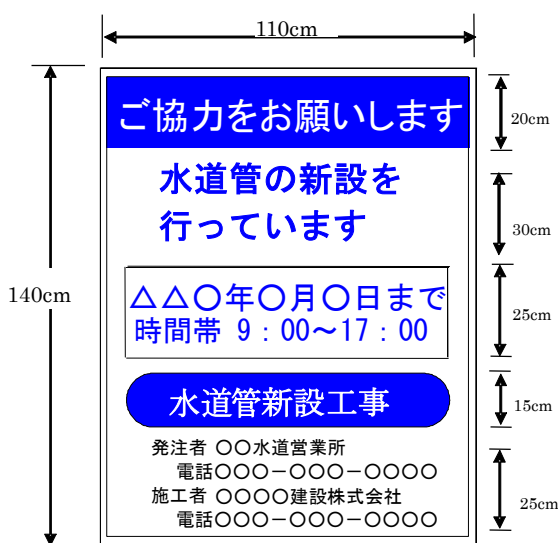 110cm
ご協力をお願いします
20cm
水道管の新設を
行っています
30cm
140cm
△△○年○月○日まで
時間帯 9：00～17：00
25cm
水道管新設工事
15cm
発注者 ○○水道営業所
電話○○○－○○○－○○○○
施工者 ○○○○建設株式会社
電話○○○－○○○－○○○○
25cm